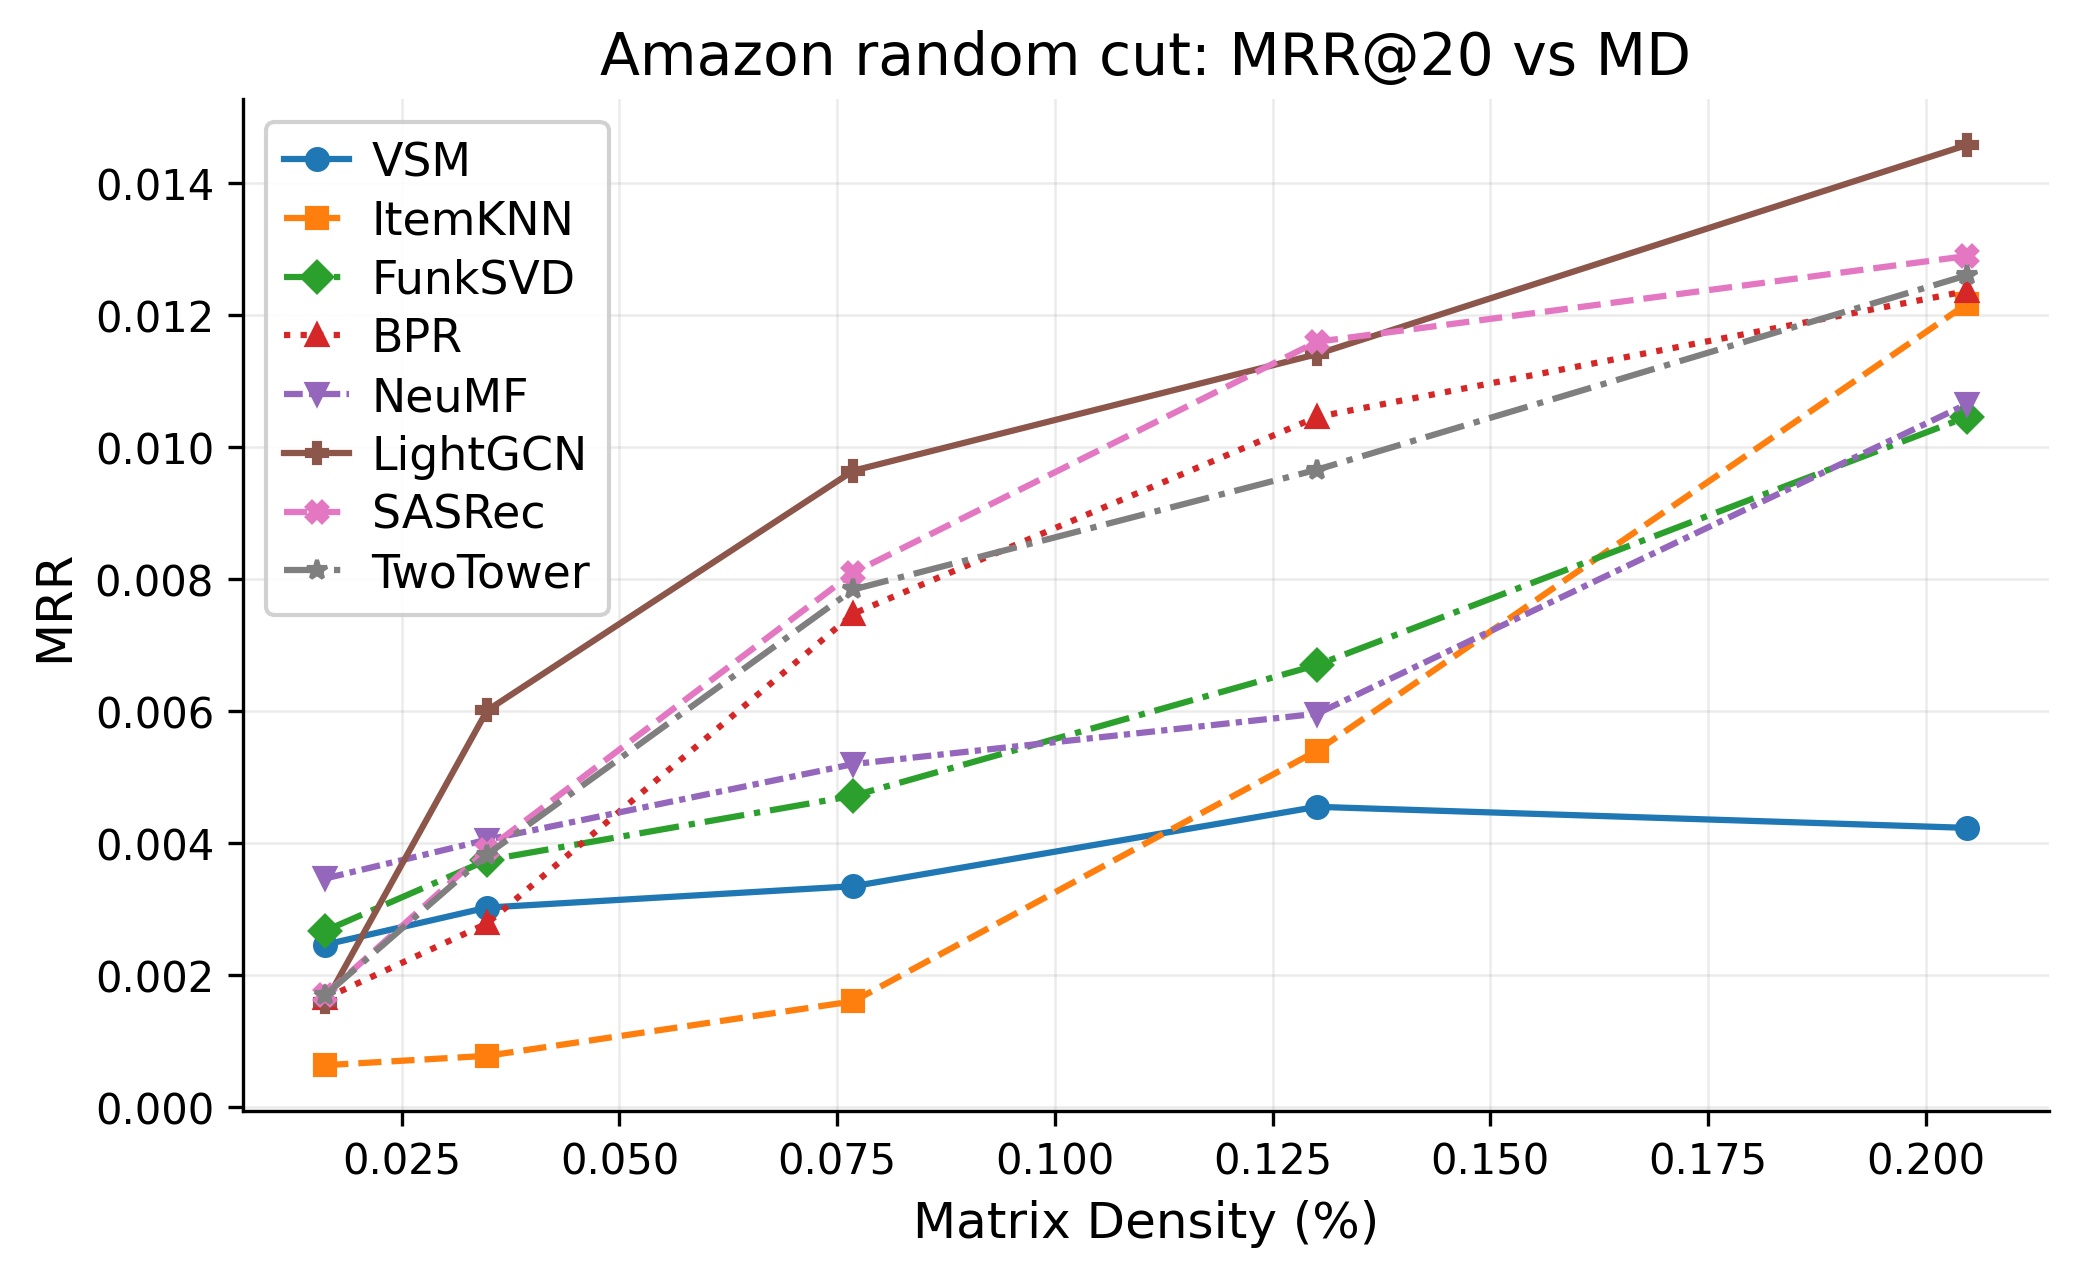 Amazon random cut: MRR@20 vs MD
VSM
ItemKNN
FunkSVD
BPR
NeuMF
LightGCN
SASRec
TwoTower
MRR
0.014
0.012
0.010
0.008
0.006
0.004
0.002
0.000
0.025 0.050 0.075 0.100 0.125 0.150 0.175 0.200
Matrix Density (%)